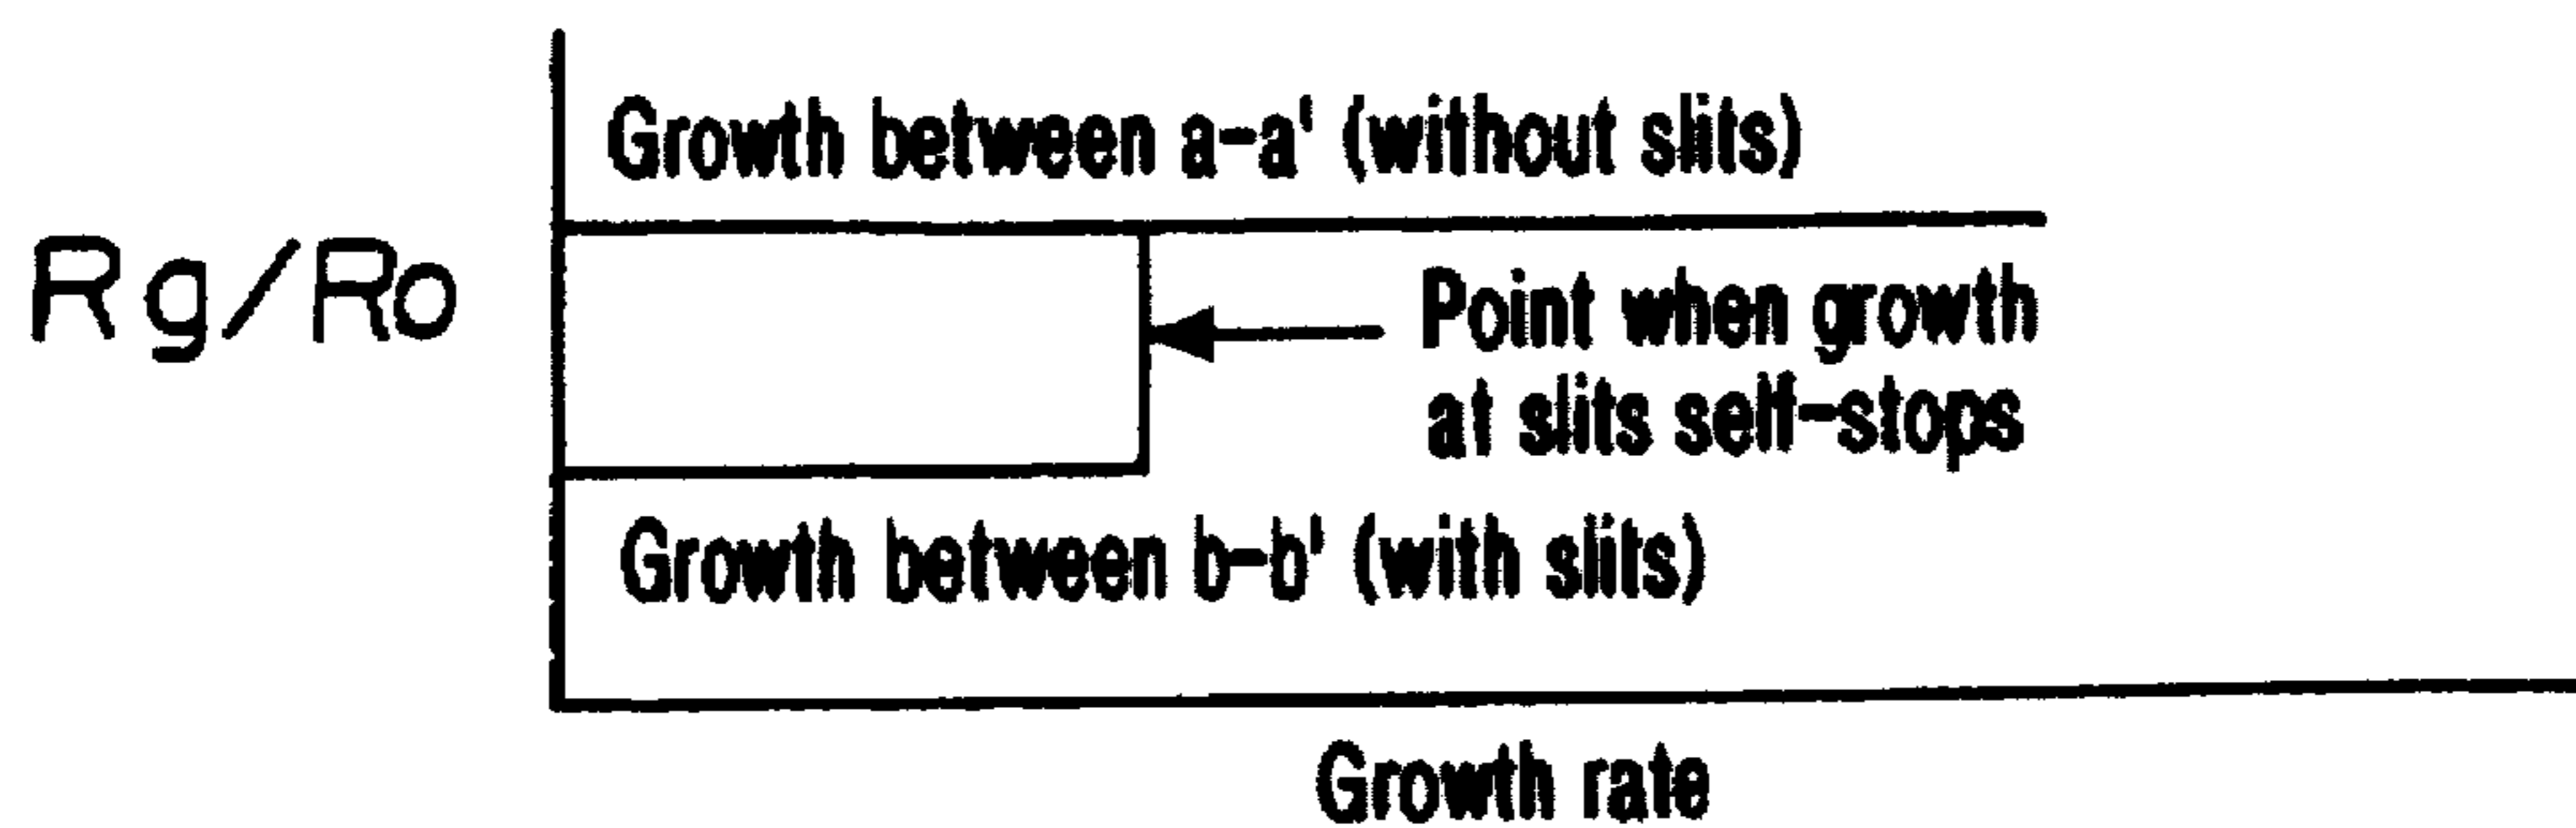 Growth between a-a' (without slits)
Rg/Ro
Point when growth
at slits self-stops
Growth between b-b' (with slits)
Growth rate